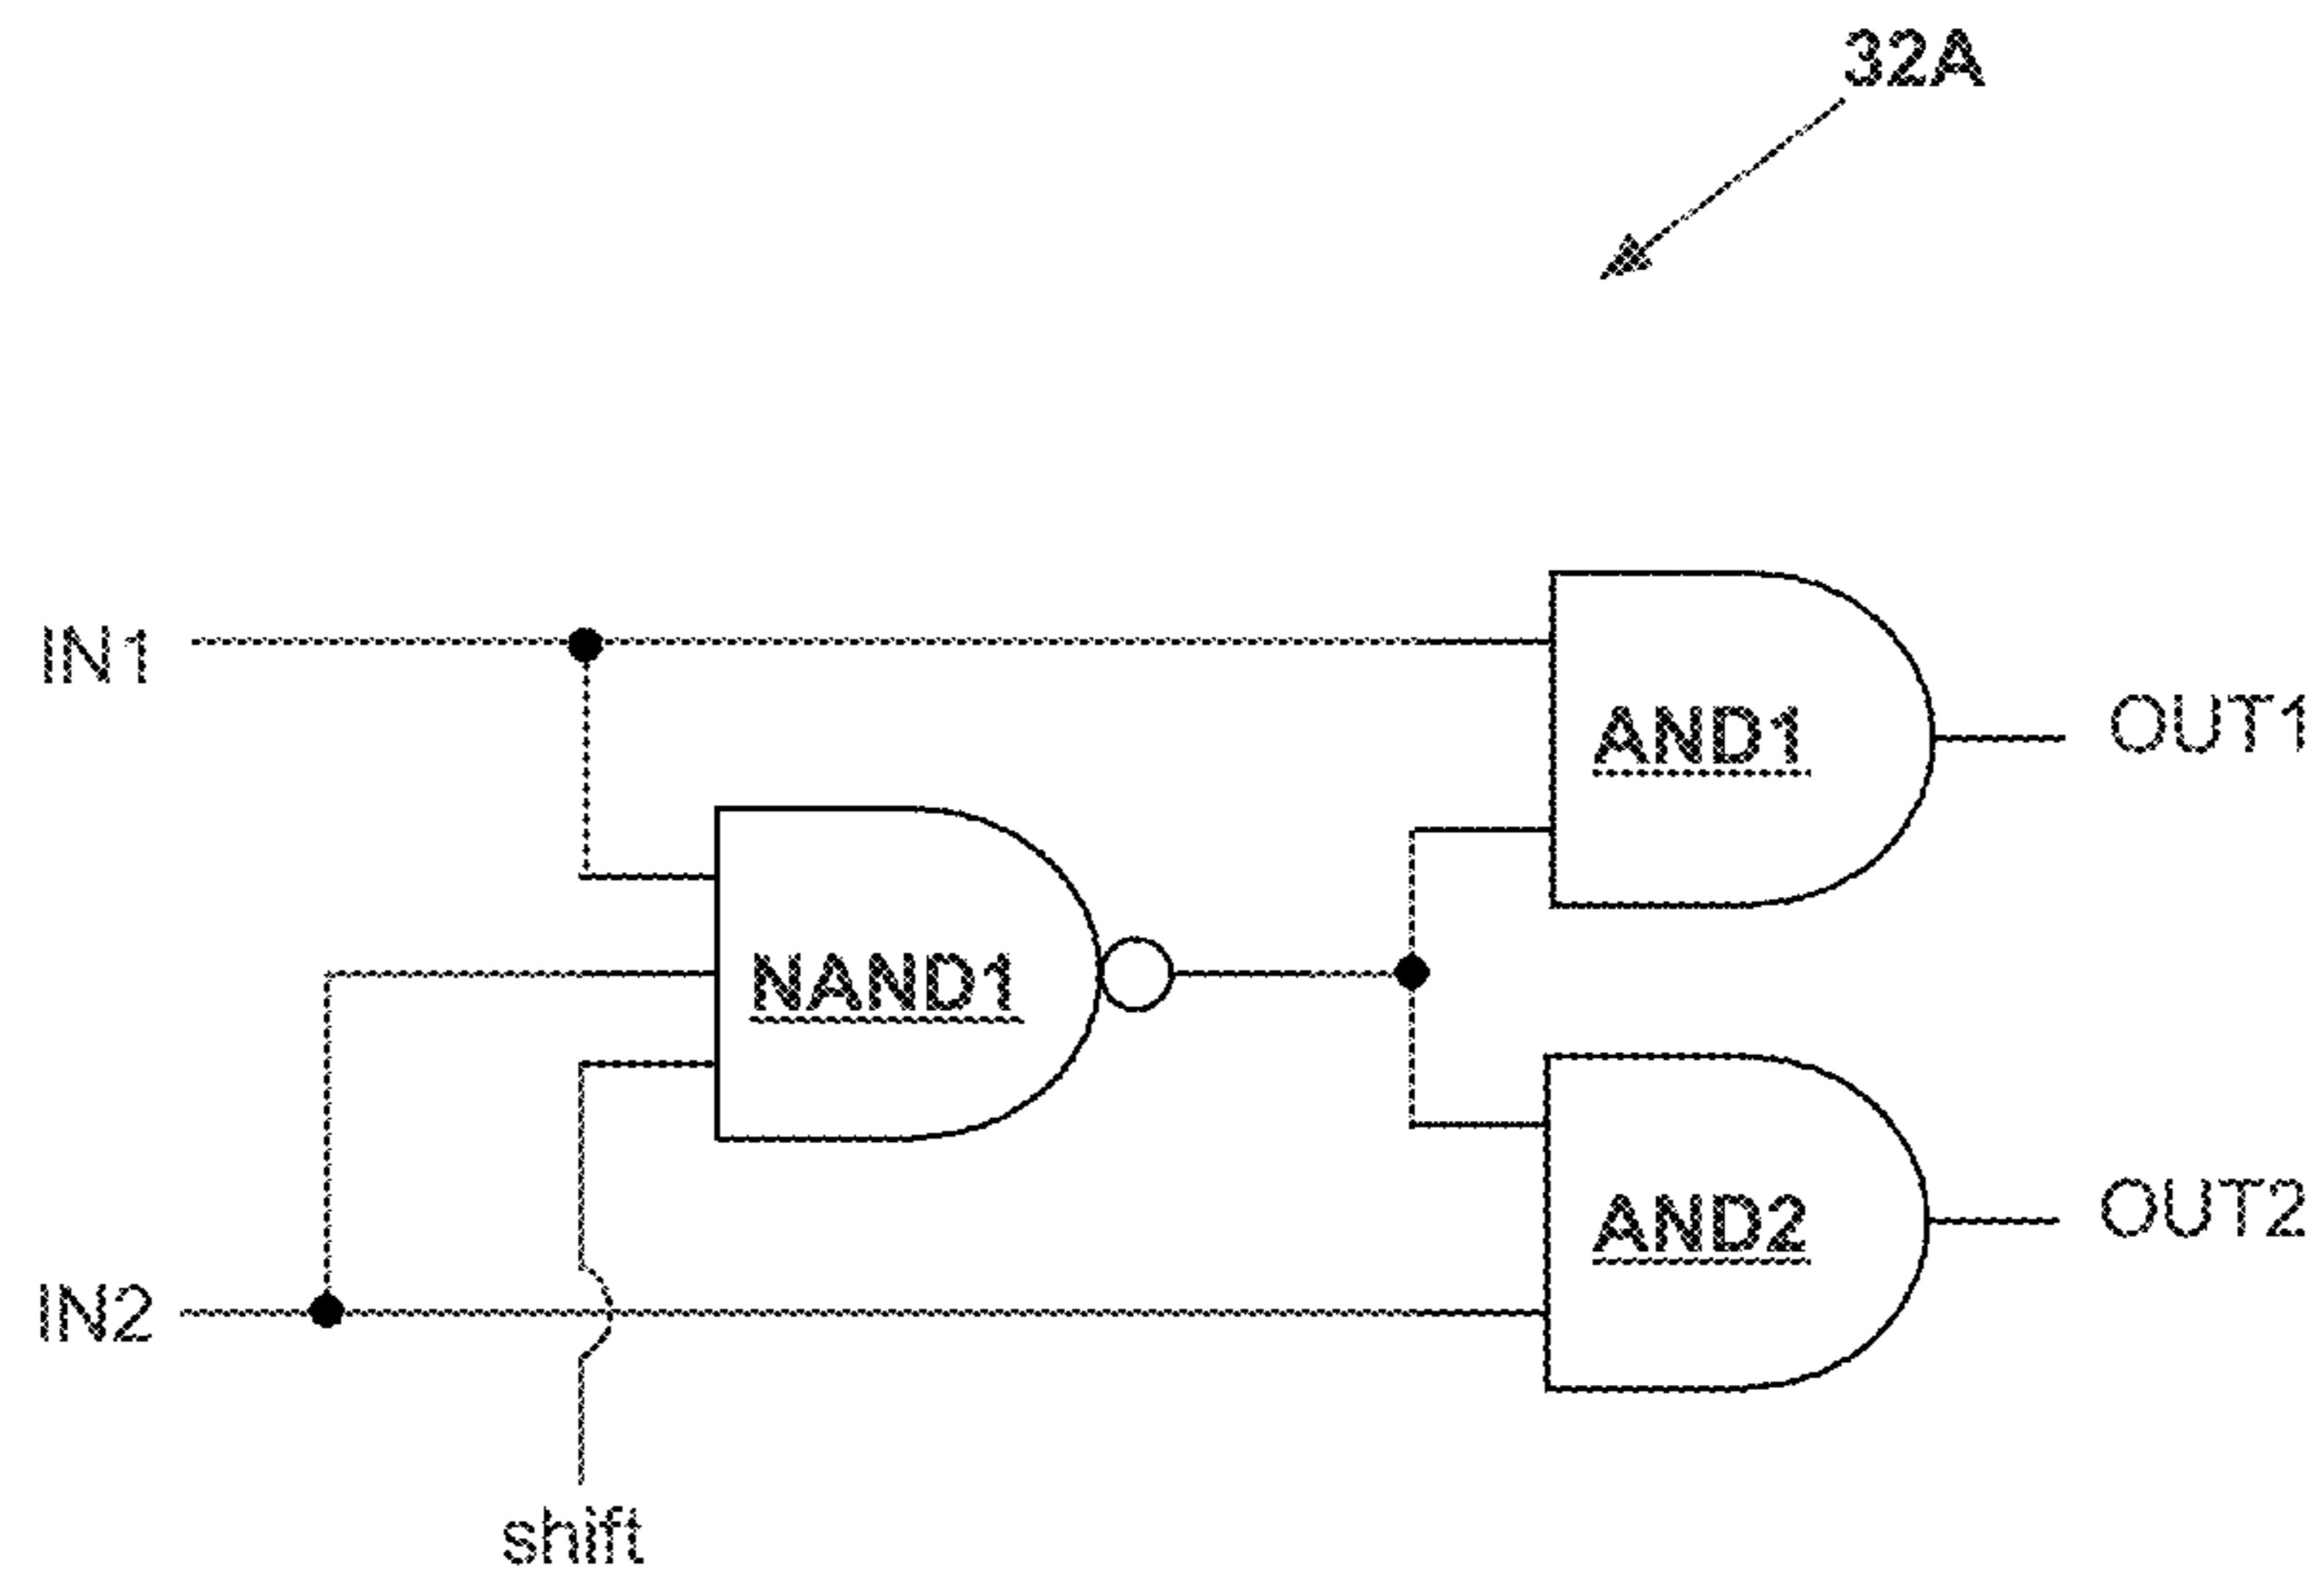 32A
IN1
AND1
OUT1
NAND1
AND2
OUT2
IN2
shift